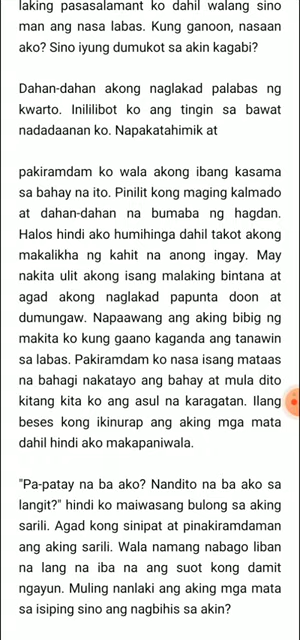 laking pasasalamant ko dahil walang sino
man ang nasa labas. Kung ganoon, nasaan
ako? Sino iyung dumukot sa akin kagabi?
Dahan-dahan akong naglakad palabas ng
kwarto. Inililibot ko ang tingin sa bawat
nadadaanan ko. Napakatahimik at
pakiramdam ko wala akong ibang kasama
sa bahay na ito. Pinilit kong maging kalmado
at dahan-dahan na bumaba ng hagdan.
Halos hindi ako humihinga dahil takot akong
makalikha ng kahit na anong ingay. May
nakita ulit akong isang malaking bintana at
agad akong naglakad papunta doon at
dumungaw. Napaawang ang aking bibig ng
makita ko kung gaano kaganda ang tanawin
sa labas. Pakiramdam ko nasa isang mataas
na bahagi nakatayo ang bahay at mula dito
kitang kita ko ang asul na karagatan. Ilang
beses kong ikinurap ang aking mga mata
dahil hindi ako makapaniwala.
"Pa-patay na ba ako? Nandito na ba ako sa
langit?" hindi ko maiwasang bulong sa aking
sarili. Agad kong sinipat at pinakiramdaman
ang aking sarili. Wala namang nabago liban
na lang na iba na ang suot kong damit
ngayun. Muling nanlaki ang aking mga mata
sa isiping sino ang nagbihis sa akin?